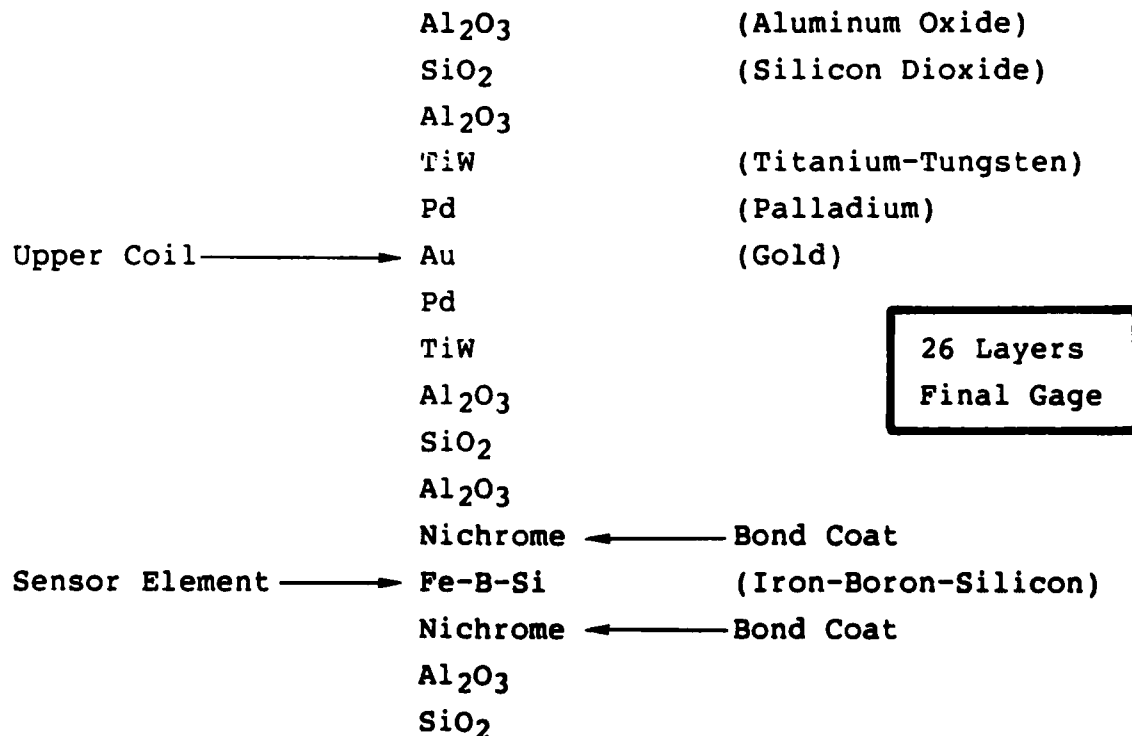 Al2O3 (Aluminum Oxide)
SiO2 (Silicon Dioxide)
Al2O3
TiW (Titanium-Tungsten)
Pd (Palladium)
Upper Coil Au (Gold)
Pd
TiW
26 Layers
Final Gage
Al2O3
SiO2
Al2O3
Nichrome Bond Coat
Sensor Element Fe-B-Si (Iron-Boron-Silicon)
Nichrome Bond Coat
Al2O3
SiO2